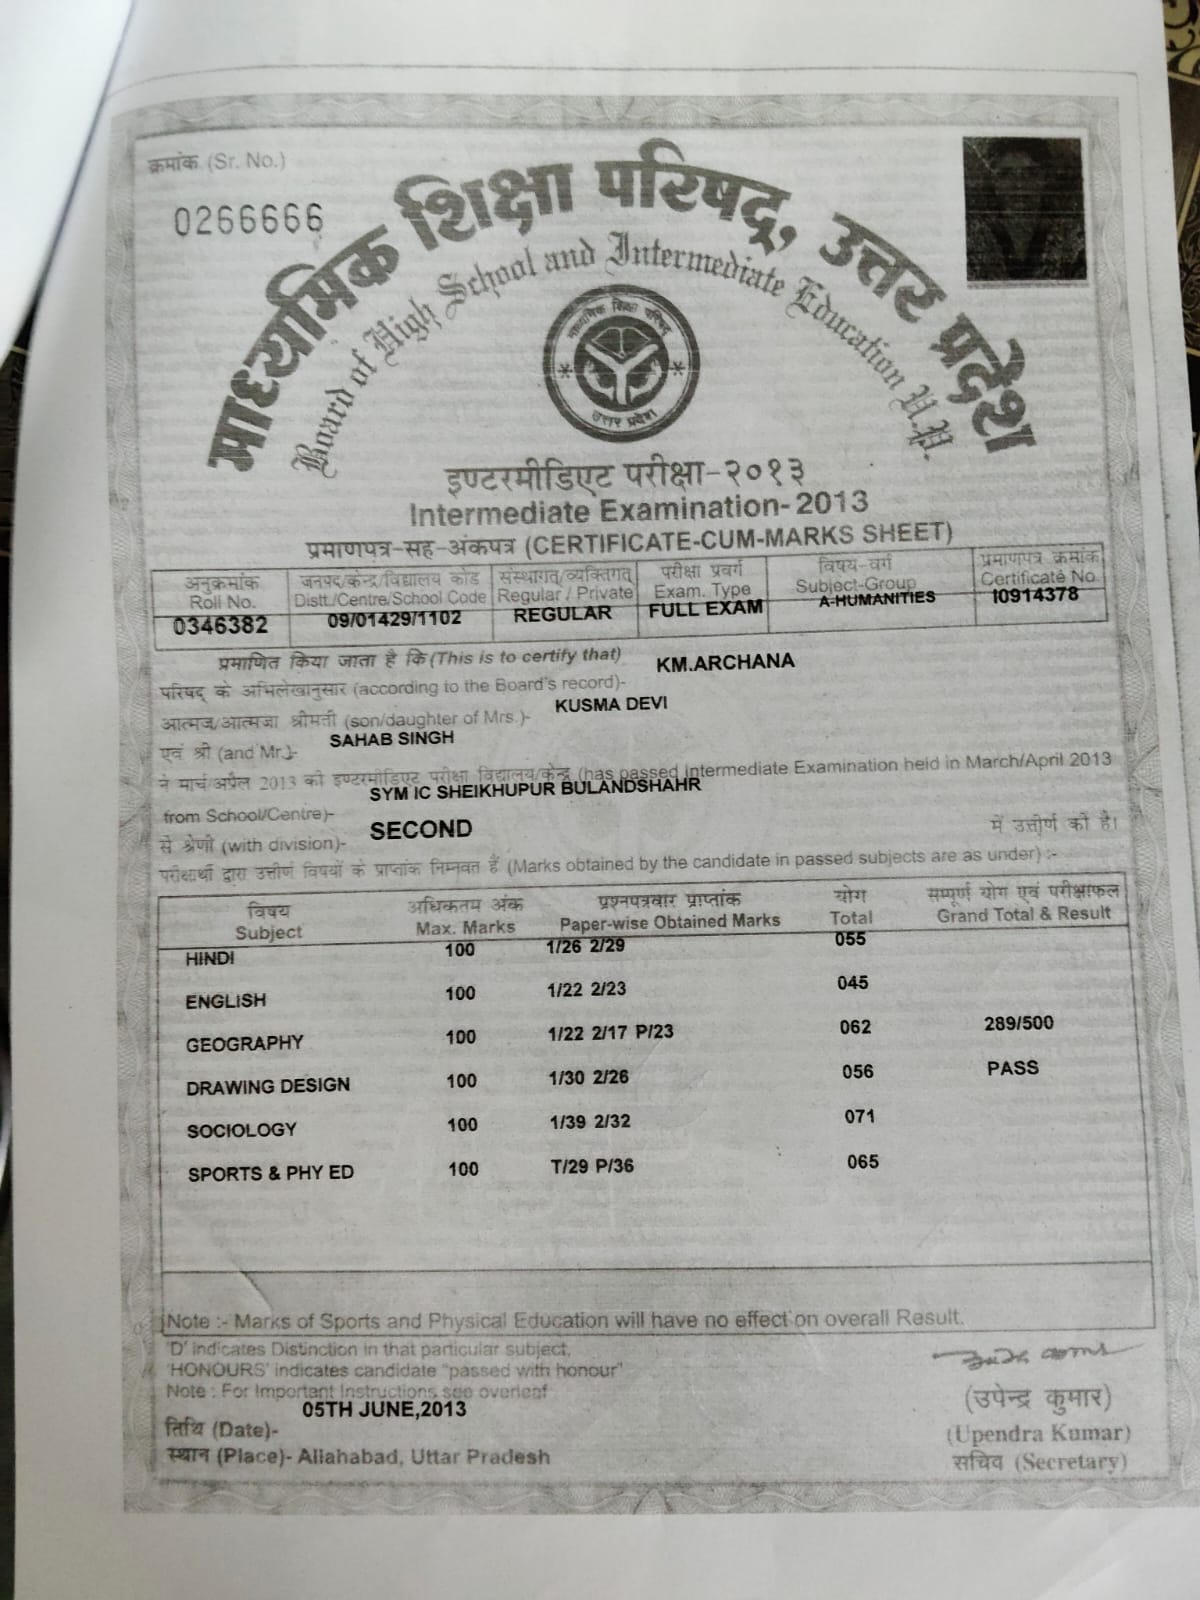 क्रमांक (Sr. No.)
0266666
माध्यमिक शिक्षा परिषद्, उत्तर प्रदेश
Board of High School and Intermediate Education U.P.
माध्यमिक शिक्षा परिषद
उत्तर प्रदेश
इण्टरमीडिएट परीक्षा-२०१३
Intermediate Examination- 2013
प्रमाणपत्र-सह-अंकपत्र (CERTIFICATE-CUM-MARKS SHEET)
अनुक्रमांक जनपद/केन्द्र/विद्यालय कोड संस्थागत/व्यक्तिगत परीक्षा प्रवर्ग विषय-वर्ग प्रमाणपत्र क्रमांक
Roll No. Distt./Centre/School Code Regular / Private Exam. Type Subject-Group Certificate No
0346382 09/01429/1102 REGULAR FULL EXAM A-HUMANITIES I0914378
प्रमाणित किया जाता है कि (This is to certify that) KM.ARCHANA
परिषद् के अभिलेखानुसार (according to the Board's record)-
आत्मज/आत्मजा श्रीमती (son/daughter of Mrs.)- KUSMA DEVI
एवं श्री (and Mr.)- SAHAB SINGH
ने मार्च/अप्रैल 2013 की इण्टरमीडिएट परीक्षा विद्यालय/केन्द्र (has passed Intermediate Examination held in March/April 2013
from School/Centre)- SYM IC SHEIKHUPUR BULANDSHAHR
से श्रेणी (with division)- SECOND में उत्तीर्ण की है।
परीक्षार्थी द्वारा उत्तीर्ण विषयों के प्राप्तांक निम्नवत हैं (Marks obtained by the candidate in passed subjects are as under) :-
विषय अधिकतम अंक प्रश्नपत्रवार प्राप्तांक योग सम्पूर्ण योग एवं परीक्षाफल
Subject Max. Marks Paper-wise Obtained Marks Total Grand Total & Result
HINDI 100 1/26 2/29 055
ENGLISH 100 1/22 2/23 045
GEOGRAPHY 100 1/22 2/17 P/23 062 289/500
DRAWING DESIGN 100 1/30 2/26 056 PASS
SOCIOLOGY 100 1/39 2/32 071
SPORTS & PHY ED 100 T/29 P/36 065
Note :- Marks of Sports and Physical Education will have no effect on overall Result.
'D' indicates Distinction in that particular subject,
'HONOURS' indicates candidate "passed with honour"
Note : For Important Instructions see overleaf
तिथि (Date)- 05TH JUNE,2013
स्थान (Place)- Allahabad, Uttar Pradesh
(उपेन्द्र कुमार)
(Upendra Kumar)
सचिव (Secretary)